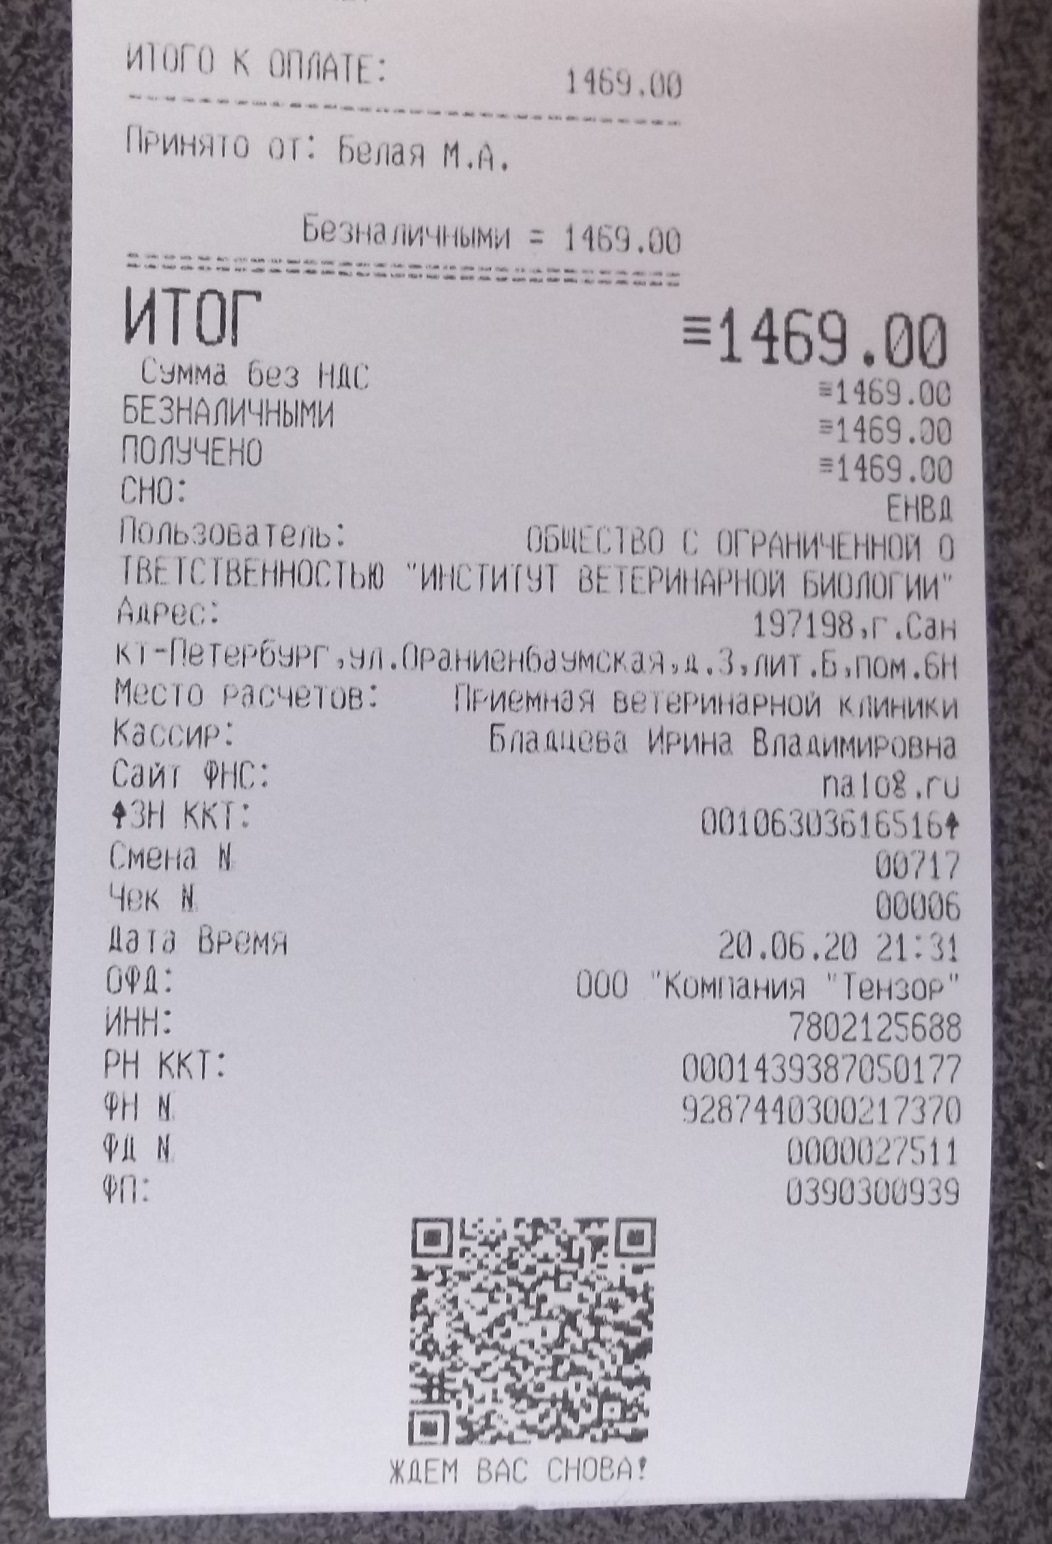 ИТОГО К ОПЛАТЕ: 1469.00
Принято от: Белая М.А.
Безналичными = 1469.00
ИТОГ ≡1469.00
Сумма без НДС ≡1469.00
БЕЗНАЛИЧНЫМИ ≡1469.00
ПОЛУЧЕНО ≡1469.00
СНО: ЕНВД
Пользователь: ОБЩЕСТВО С ОГРАНИЧЕННОЙ О
ТВЕТСТВЕННОСТЬЮ "ИНСТИТУТ ВЕТЕРИНАРНОЙ БИОЛОГИИ"
Адрес: 197198,г.Сан
кт-Петербург,ул.Ораниенбаумская,д.3,лит.Б,пом.6Н
Место расчетов: Приемная ветеринарной клиники
Кассир: Бладцева Ирина Владимировна
Сайт ФНС: nalog.ru
ЗН ККТ: 00106303616516
Смена N 00717
Чек N 00006
Дата Время 20.06.20 21:31
ОФД: ООО "Компания "Тензор"
ИНН: 7802125688
РН ККТ: 0001439387050177
ФН N 9287440300217370
ФД N 0000027511
ФП: 0390300939
ЖДЕМ ВАС СНОВА!